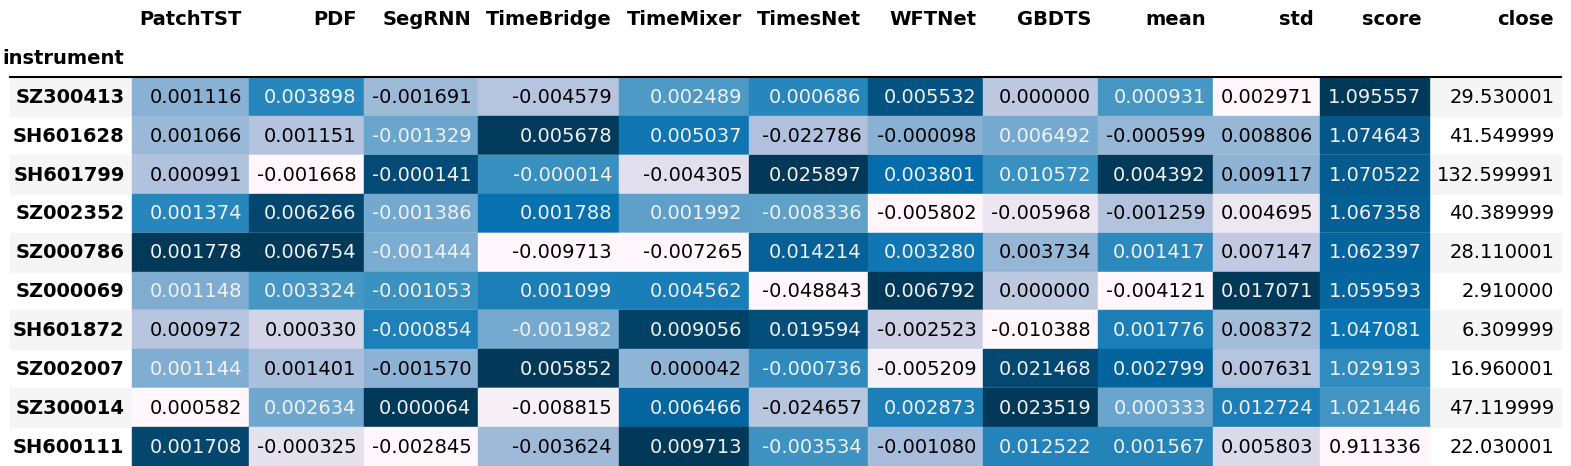 PatchTST PDF SegRNN TimeBridge TimeMixer TimesNet WFTNet GBDTS mean std score close
instrument
SZ300413 0.001116 0.003898 -0.001691 -0.004579 0.002489 0.000686 0.005532 0.000000 0.000931 0.002971 1.095557 29.530001
SH601628 0.001066 0.001151 -0.001329 0.005678 0.005037 -0.022786 -0.000098 0.006492 -0.000599 0.008806 1.074643 41.549999
SH601799 0.000991 -0.001668 -0.000141 -0.000014 -0.004305 0.025897 0.003801 0.010572 0.004392 0.009117 1.070522 132.599991
SZ002352 0.001374 0.006266 -0.001386 0.001788 0.001992 -0.008336 -0.005802 -0.005968 -0.001259 0.004695 1.067358 40.389999
SZ000786 0.001778 0.006754 -0.001444 -0.009713 -0.007265 0.014214 0.003280 0.003734 0.001417 0.007147 1.062397 28.110001
SZ000069 0.001148 0.003324 -0.001053 0.001099 0.004562 -0.048843 0.006792 0.000000 -0.004121 0.017071 1.059593 2.910000
SH601872 0.000972 0.000330 -0.000854 -0.001982 0.009056 0.019594 -0.002523 -0.010388 0.001776 0.008372 1.047081 6.309999
SZ002007 0.001144 0.001401 -0.001570 0.005852 0.000042 -0.000736 -0.005209 0.021468 0.002799 0.007631 1.029193 16.960001
SZ300014 0.000582 0.002634 0.000064 -0.008815 0.006466 -0.024657 0.002873 0.023519 0.000333 0.012724 1.021446 47.119999
SH600111 0.001708 -0.000325 -0.002845 -0.003624 0.009713 -0.003534 -0.001080 0.012522 0.001567 0.005803 0.911336 22.030001